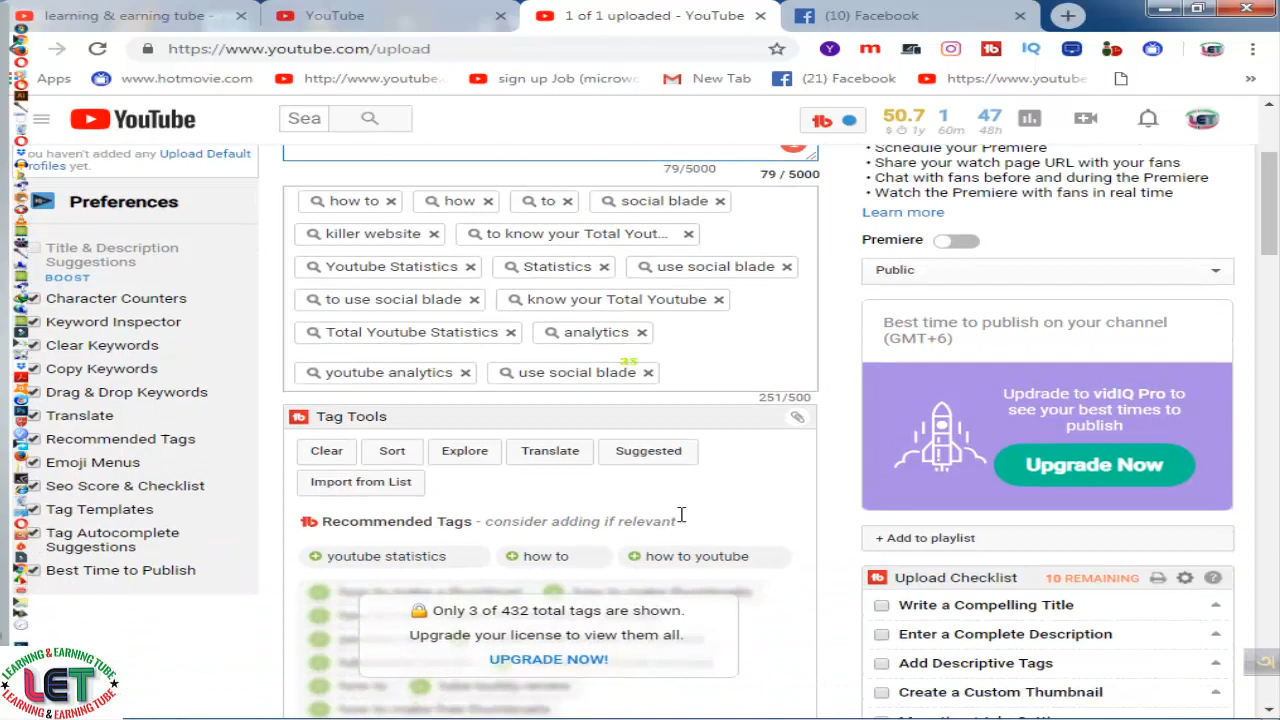 learning & earning tube -
YouTube
1 of 1 uploaded - YouTube
(10) Facebook
https://www.youtube.com/upload
Apps
www.hotmovie.com
http://www.youtube.
sign up Job (microw
New Tab
(21) Facebook
https://www.youtube
YouTube
Sea
50.7 1 47
$ 1y 60m 48h
ou haven't added any Upload Default
rofiles yet.
Preferences
Title & Description
Suggestions
BOOST
Character Counters
Keyword Inspector
Clear Keywords
Copy Keywords
Drag & Drop Keywords
Translate
Recommended Tags
Emoji Menus
Seo Score & Checklist
Tag Templates
Tag Autocomplete
Suggestions
Best Time to Publish
79/5000 79 / 5000
how to how to social blade
killer website to know your Total Yout...
Youtube Statistics Statistics use social blade
to use social blade know your Total Youtube
Total Youtube Statistics analytics
as
youtube analytics use social blade
251/500
Tag Tools
Clear Sort Explore Translate Suggested
Import from List
Recommended Tags - consider adding if relevant
youtube statistics how to how to youtube
Only 3 of 432 total tags are shown.
Upgrade your license to view them all.
UPGRADE NOW!
• Schedule your Premiere
• Share your watch page URL with your fans
• Chat with fans before and during the Premiere
• Watch the Premiere with fans in real time
Learn more
Premiere
Public
Best time to publish on your channel
(GMT+6)
Updrade to vidIQ Pro to
see your best times to
publish
Upgrade Now
+ Add to playlist
Upload Checklist 10 REMAINING
Write a Compelling Title
Enter a Complete Description
Add Descriptive Tags
Create a Custom Thumbnail
LEARNING & EARNING TUBE
LET
LEARNING & EARNING TUBE